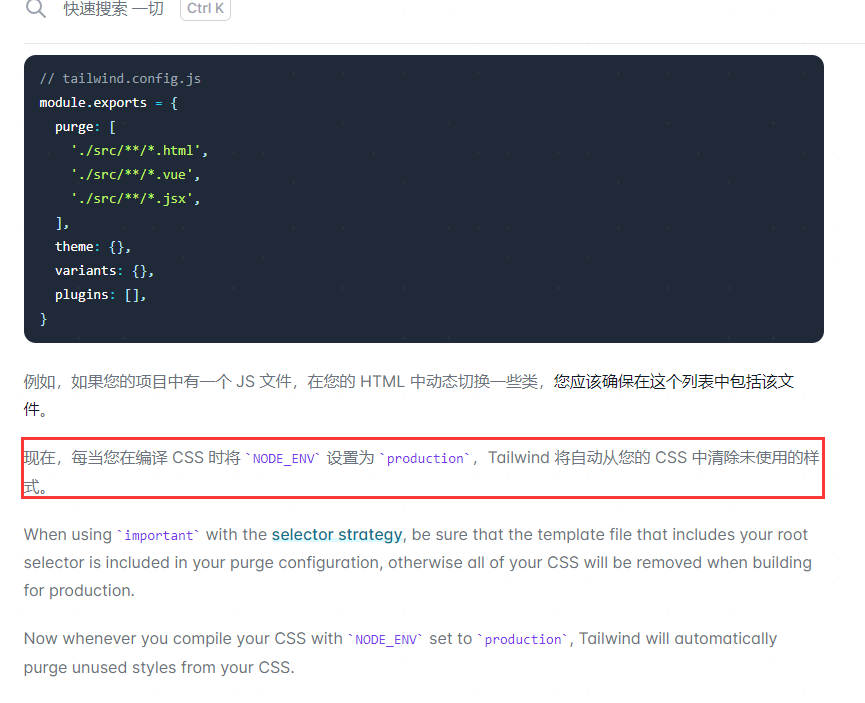 快速搜索 一切 Ctrl K
// tailwind.config.js
module.exports = {
  purge: [
    './src/**/*.html',
    './src/**/*.vue',
    './src/**/*.jsx',
  ],
  theme: {},
  variants: {},
  plugins: [],
}
例如，如果您的项目中有一个 JS 文件，在您的 HTML 中动态切换一些类，您应该确保在这个列表中包括该文
件。
现在，每当您在编译 CSS 时将 `NODE_ENV` 设置为 `production`，Tailwind 将自动从您的 CSS 中清除未使用的样
式。
When using `important` with the selector strategy, be sure that the template file that includes your root
selector is included in your purge configuration, otherwise all of your CSS will be removed when building
for production.
Now whenever you compile your CSS with `NODE_ENV` set to `production`, Tailwind will automatically
purge unused styles from your CSS.